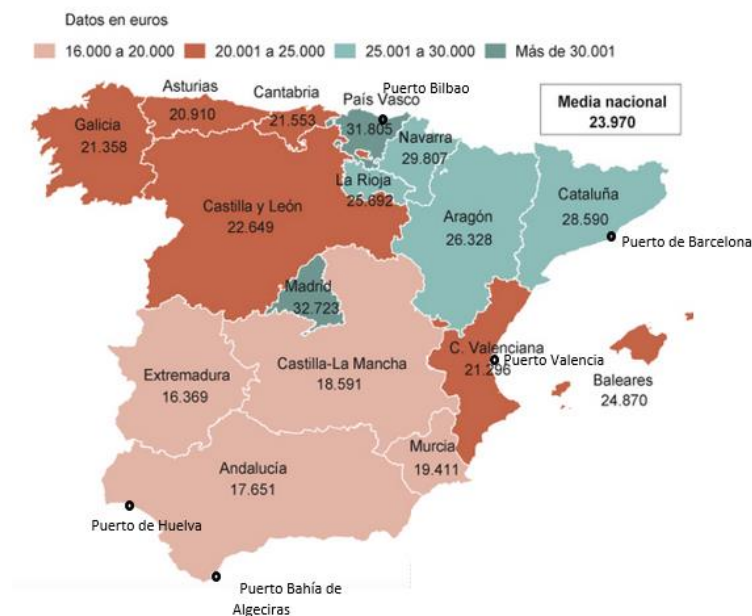 Datos en euros
16.000 a 20.000
20.001 a 25.000
25.001 a 30.000
Más de 30.001
Media nacional
23.970
Galicia
21.358
Asturias
20.910
Cantabria
21.553
País Vasco
31.805
Puerto Bilbao
Navarra
29.807
La Rioja
25.692
Castilla y León
22.649
Aragón
26.328
Cataluña
28.590
Puerto de Barcelona
Madrid
32.723
C. Valenciana
21.296
Puerto Valencia
Baleares
24.870
Extremadura
16.369
Castilla-La Mancha
18.591
Murcia
19.411
Andalucía
17.651
Puerto de Huelva
Puerto Bahía de
Algeciras